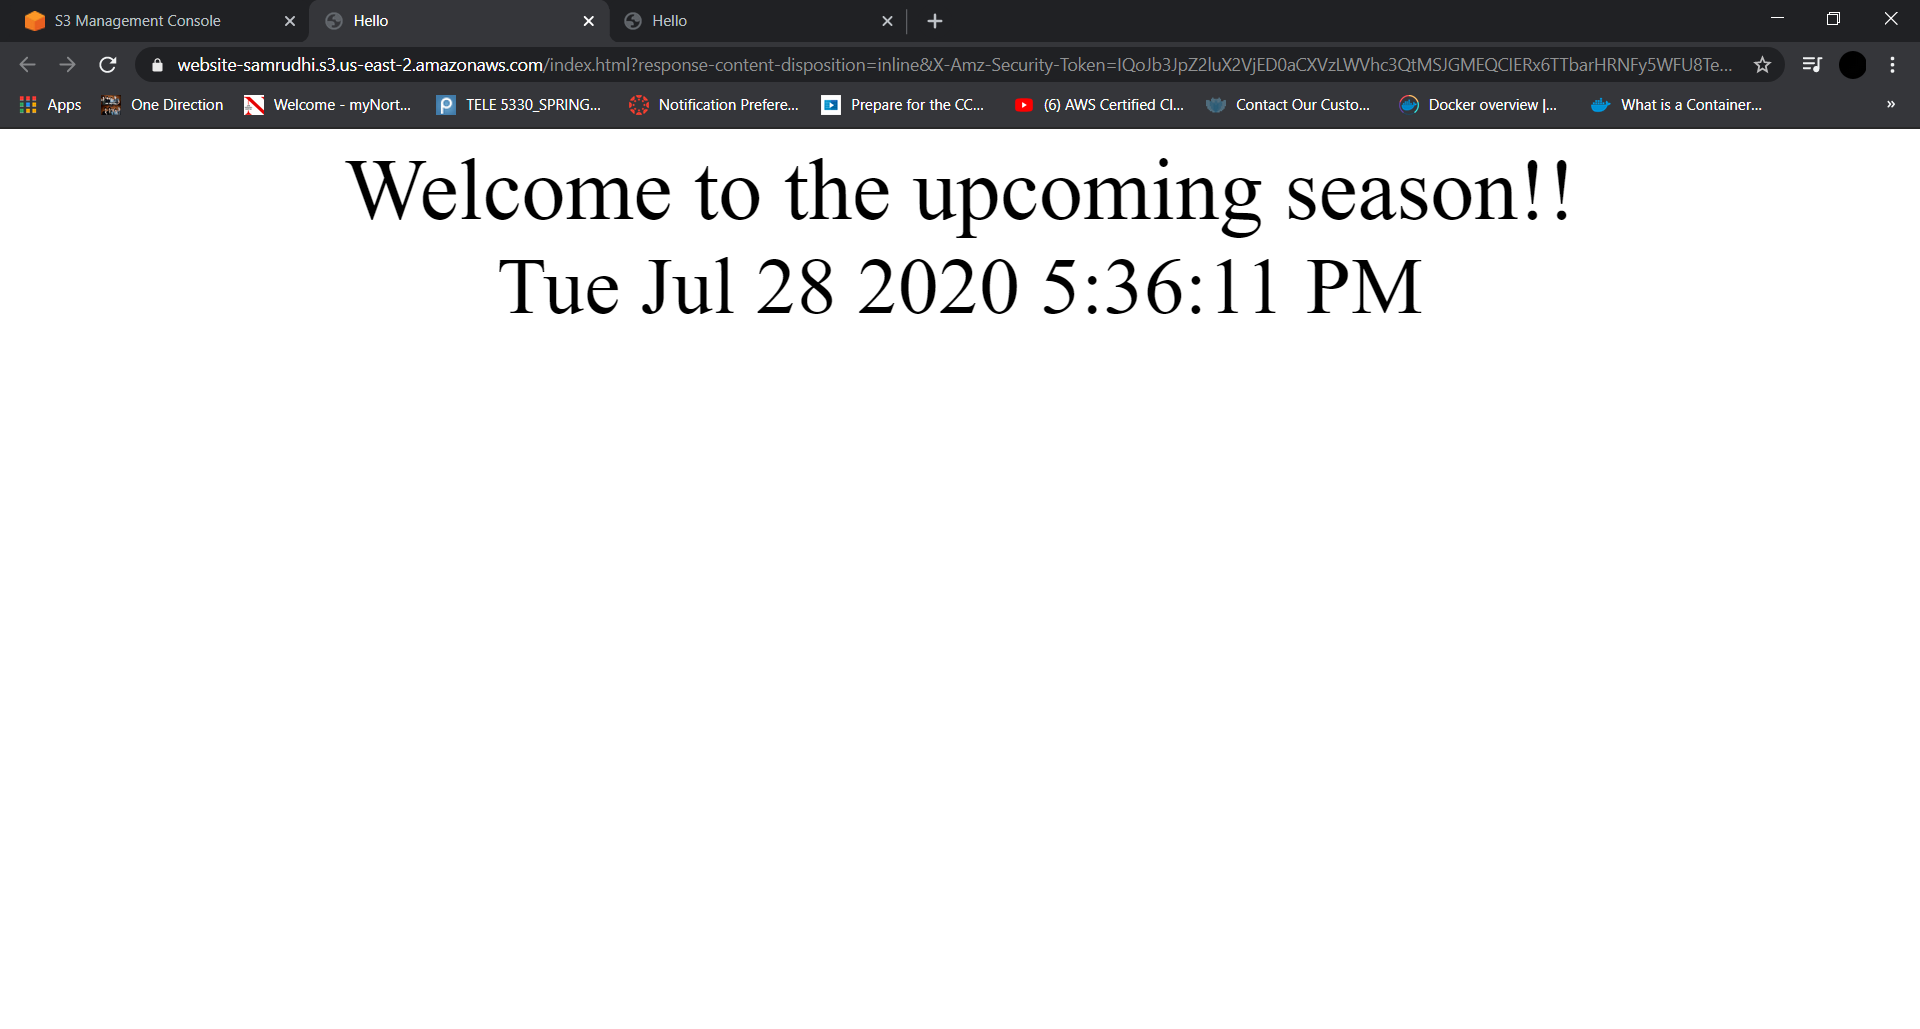 S3 Management Console
Hello
Hello
website-samrudhi.s3.us-east-2.amazonaws.com/index.html?response-content-disposition=inline&X-Amz-Security-Token=IQoJb3JpZ2luX2VjED0aCXVzLWVhc3QtMSJGMEQCIERx6TTbarHRNFy5WFU8Te...
Apps
One Direction
Welcome - myNort...
TELE 5330_SPRING...
Notification Prefere...
Prepare for the CC...
(6) AWS Certified Cl...
Contact Our Custo...
Docker overview |...
What is a Container...
»
Welcome to the upcoming season!!
Tue Jul 28 2020 5:36:11 PM